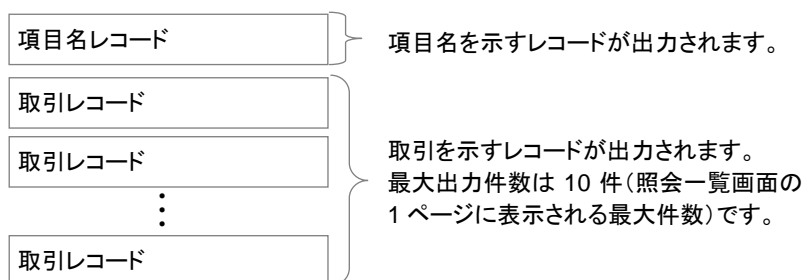 項目名レコード
項目名を示すレコードが出力されます。
取引レコード
取引レコード
取引を示すレコードが出力されます。
最大出力件数は 10 件（照会一覧画面の
1 ページに表示される最大件数）です。
取引レコード